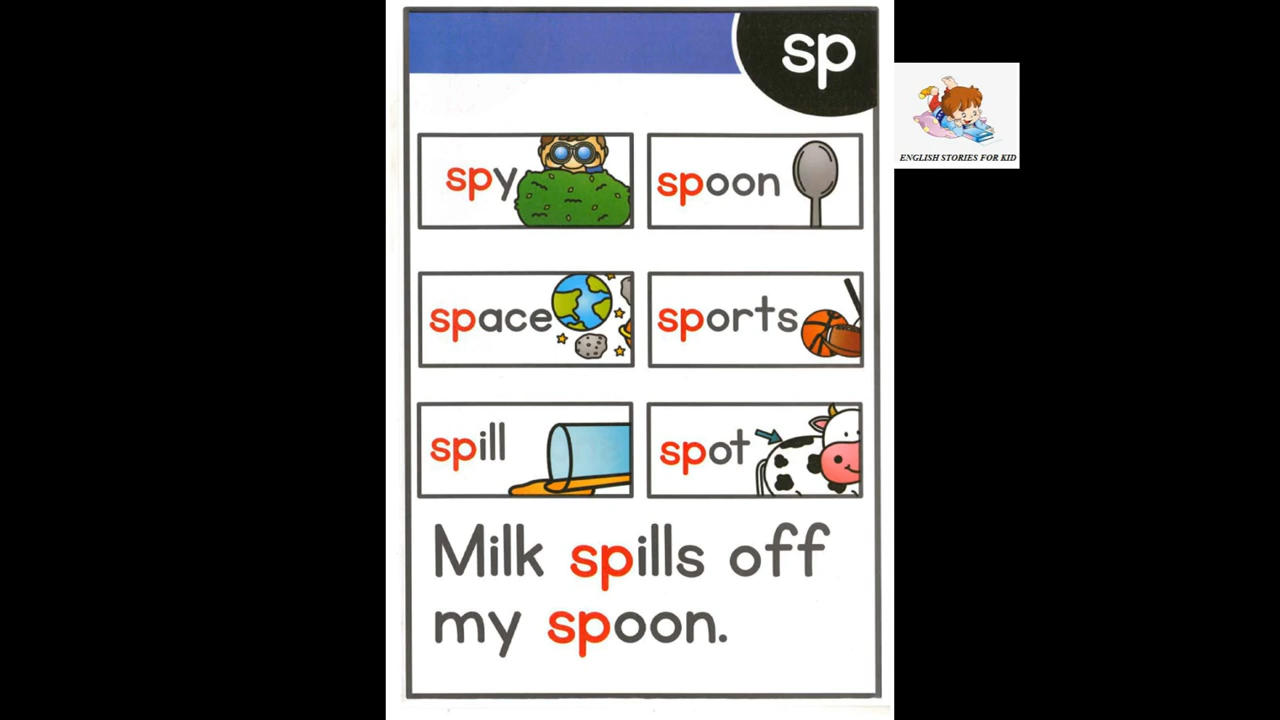 sp
ENGLISH STORIES FOR KID
spy
spoon
space
sports
spill
spot
Milk spills off
my spoon.